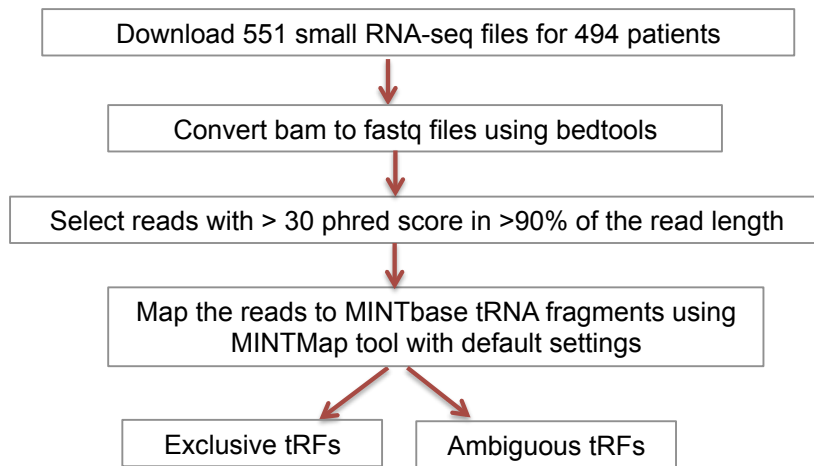 Download 551 small RNA-seq files for 494 patients
Convert bam to fastq files using bedtools
Select reads with > 30 phred score in >90% of the read length
Map the reads to MINTbase tRNA fragments using
MINTMap tool with default settings
Exclusive tRFs
Ambiguous tRFs